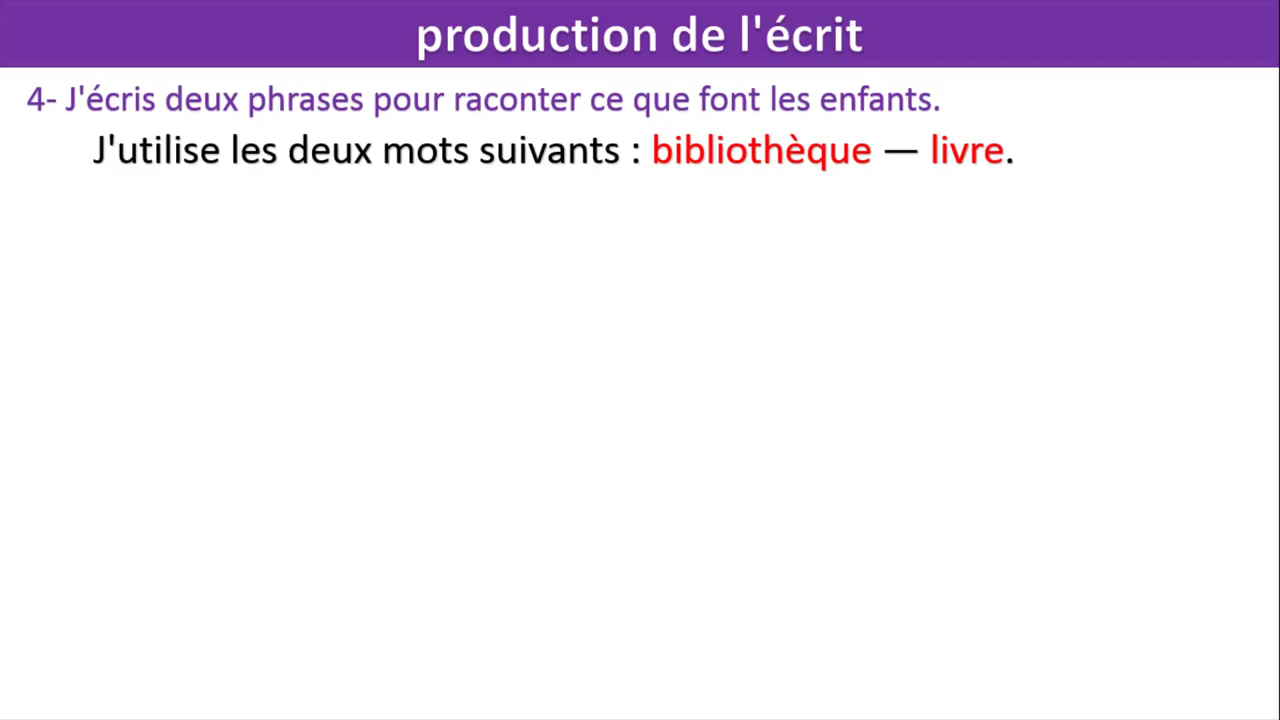 production de l'écrit
4- J'écris deux phrases pour raconter ce que font les enfants.
J'utilise les deux mots suivants : bibliothèque — livre.